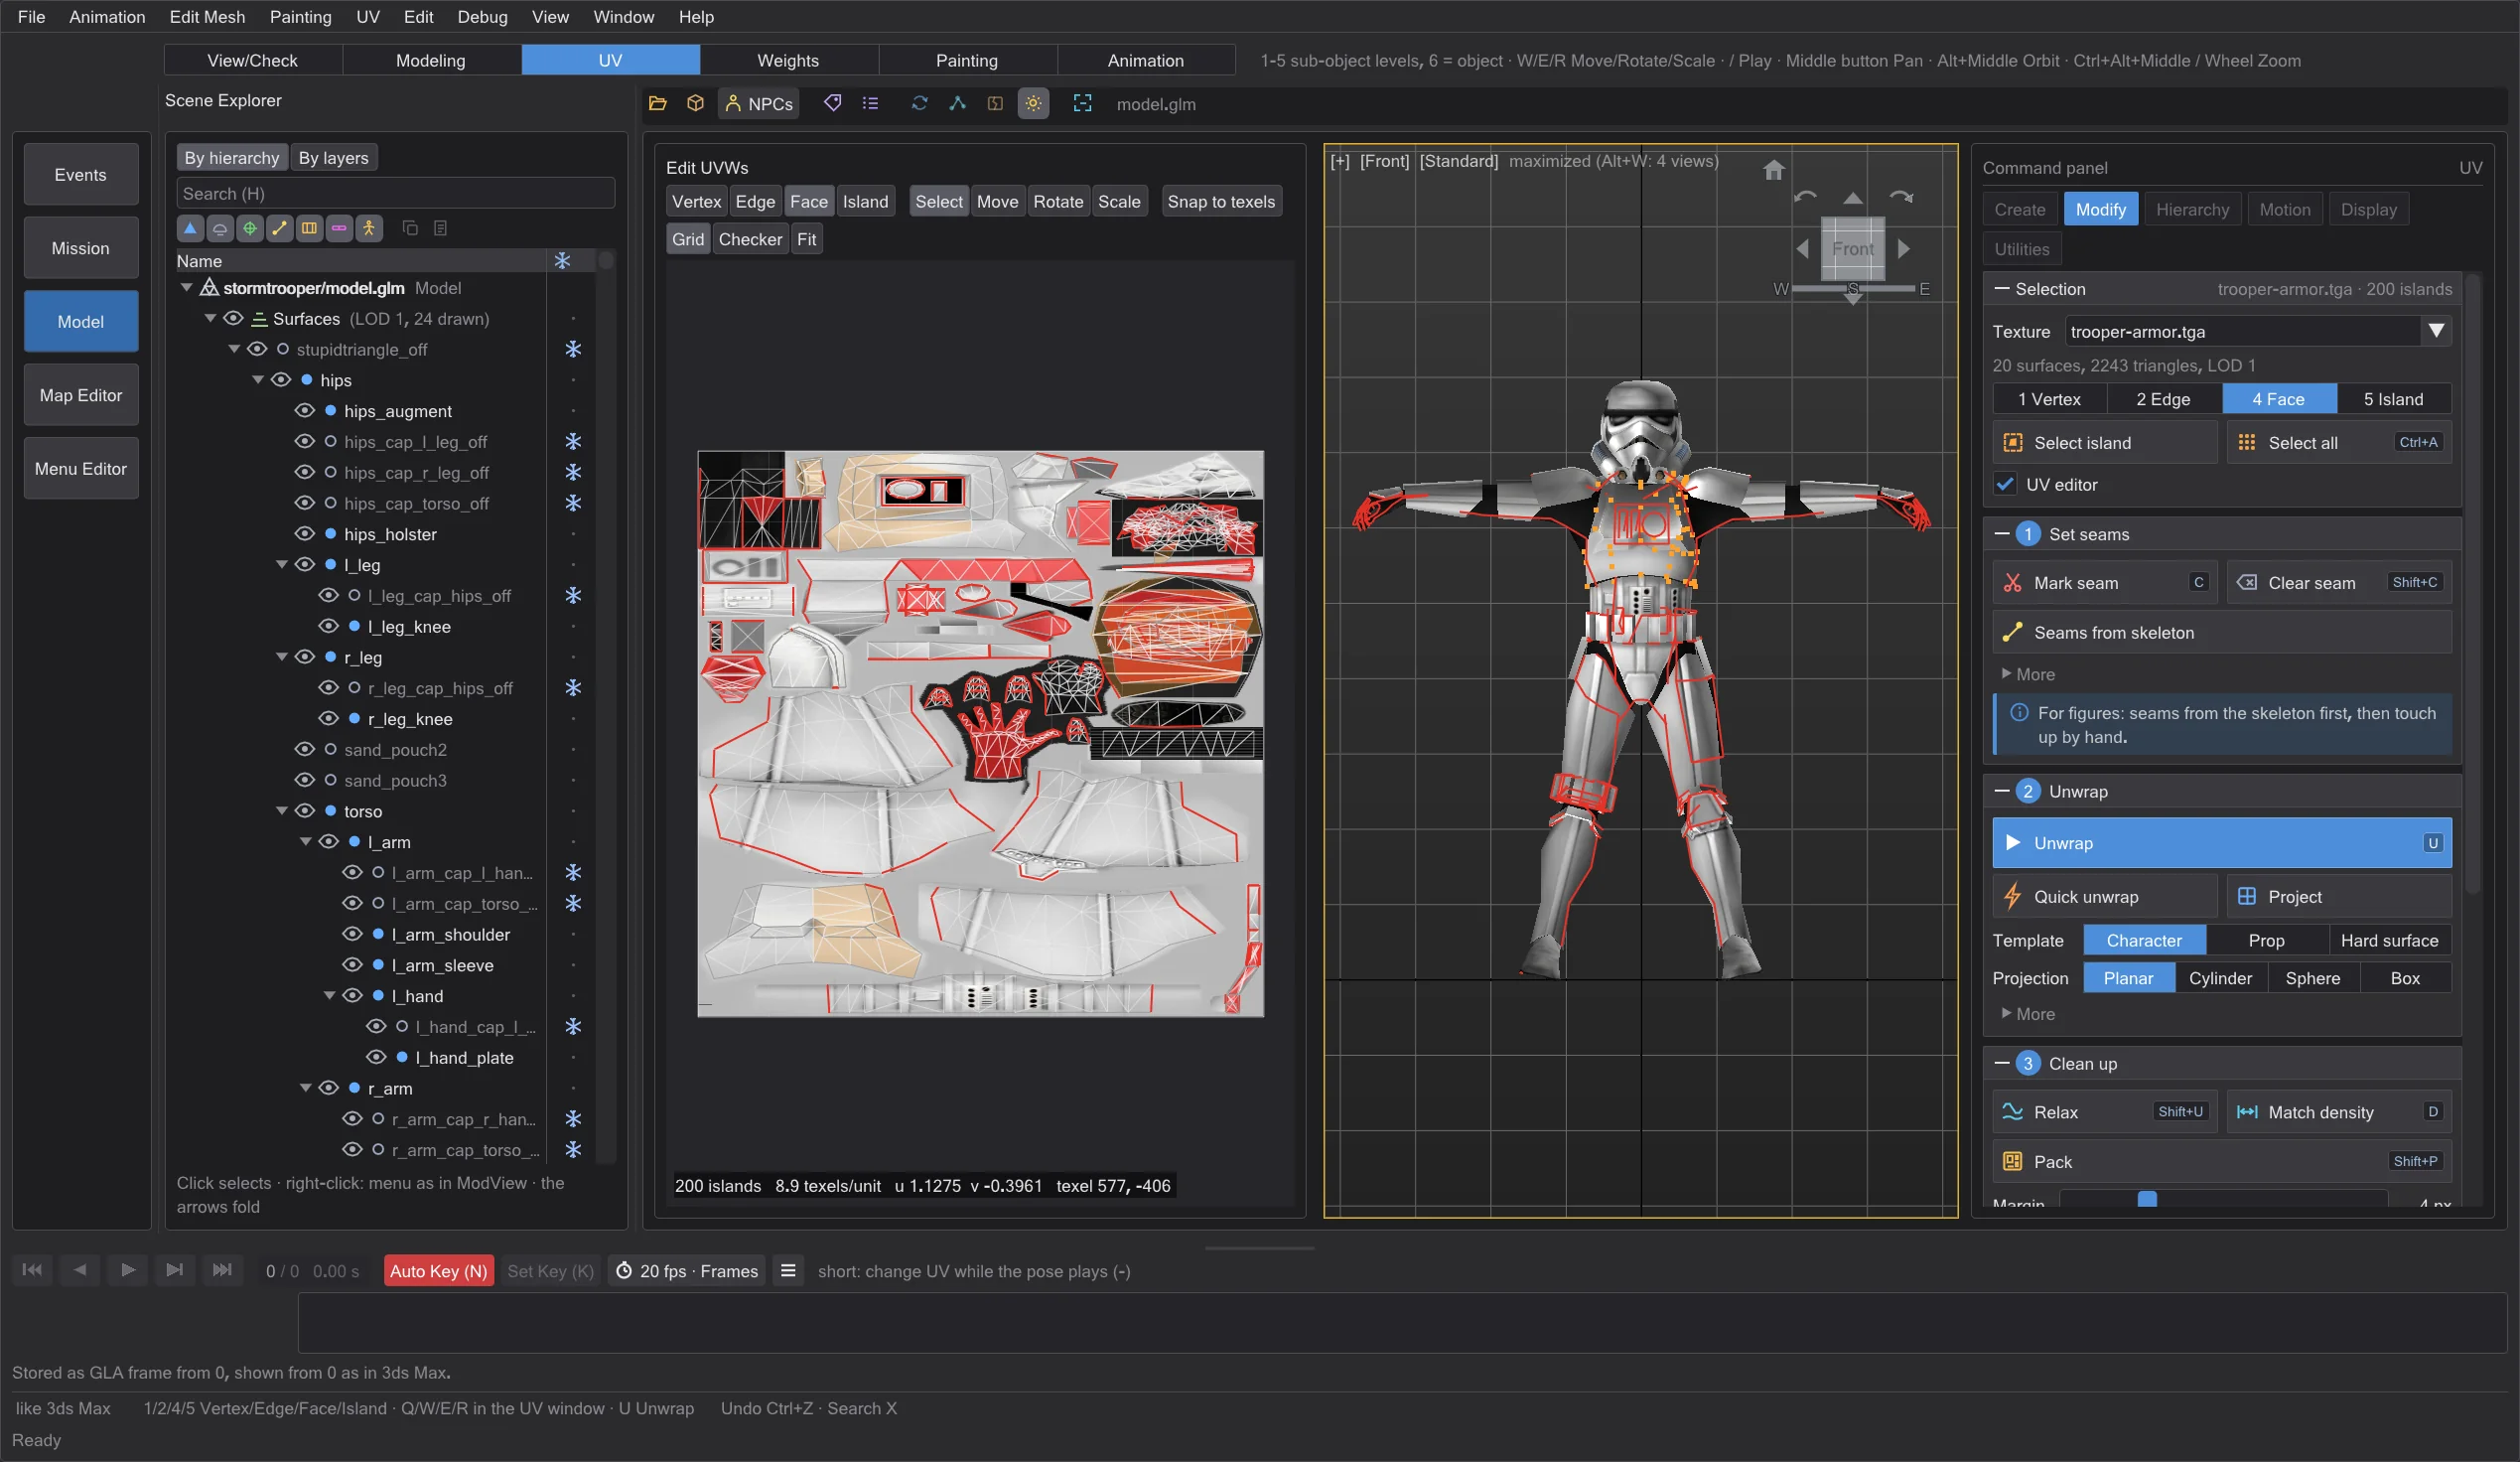 File Animation Edit Mesh Painting UV Edit Debug View Window Help
View/Check Modeling UV Weights Painting Animation 1-5 sub-object levels, 6 = object · W/E/R Move/Rotate/Scale · / Play · Middle button Pan · Alt+Middle Orbit · Ctrl+Alt+Middle / Wheel Zoom
Scene Explorer
NPCs model.glm
Events
Mission
Model
Map Editor
Menu Editor
By hierarchy By layers
Search (H)
Name
stormtrooper/model.glm Model
Surfaces (LOD 1, 24 drawn)
stupidtriangle_off
hips
hips_augment
hips_cap_l_leg_off
hips_cap_r_leg_off
hips_cap_torso_off
hips_holster
l_leg
l_leg_cap_hips_off
l_leg_knee
r_leg
r_leg_cap_hips_off
r_leg_knee
sand_pouch2
sand_pouch3
torso
l_arm
l_arm_cap_l_han...
l_arm_cap_torso_...
l_arm_shoulder
l_arm_sleeve
l_hand
l_hand_cap_l_...
l_hand_plate
r_arm
r_arm_cap_r_han...
r_arm_cap_torso_...
Click selects · right-click: menu as in ModView · the
arrows fold
Edit UVWs
Vertex Edge Face Island Select Move Rotate Scale Snap to texels
Grid Checker Fit
200 islands 8.9 texels/unit u 1.1275 v -0.3961 texel 577, -406
[+] [Front] [Standard] maximized (Alt+W: 4 views)
Front
W S E
Command panel UV
Create Modify Hierarchy Motion Display
Utilities
Selection trooper-armor.tga · 200 islands
Texture trooper-armor.tga
20 surfaces, 2243 triangles, LOD 1
1 Vertex 2 Edge 4 Face 5 Island
Select island Select all Ctrl+A
UV editor
1 Set seams
Mark seam C Clear seam Shift+C
Seams from skeleton
More
For figures: seams from the skeleton first, then touch
up by hand.
2 Unwrap
Unwrap U
Quick unwrap Project
Template Character Prop Hard surface
Projection Planar Cylinder Sphere Box
More
3 Clean up
Relax Shift+U Match density D
Pack Shift+P
Margin 4 px
0 / 0 0.00 s Auto Key (N) Set Key (K) 20 fps · Frames short: change UV while the pose plays (-)
Stored as GLA frame from 0, shown from 0 as in 3ds Max.
like 3ds Max 1/2/4/5 Vertex/Edge/Face/Island · Q/W/E/R in the UV window · U Unwrap Undo Ctrl+Z · Search X
Ready